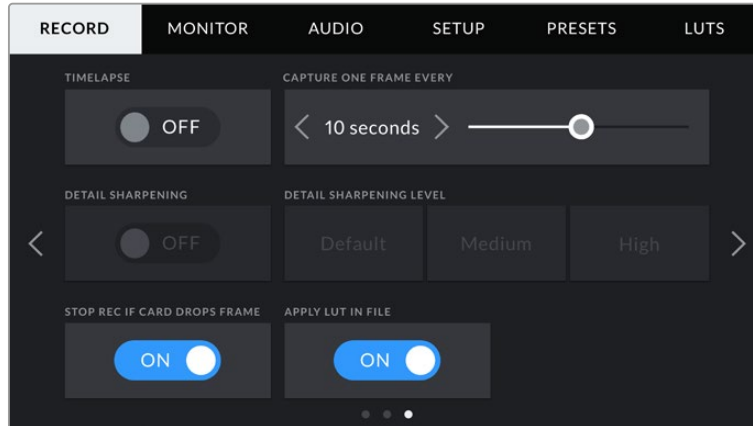 RECORD MONITOR AUDIO SETUP PRESETS LUTS
TIMELAPSE CAPTURE ONE FRAME EVERY
OFF 10 seconds
DETAIL SHARPENING DETAIL SHARPENING LEVEL
OFF Default Medium High
STOP REC IF CARD DROPS FRAME APPLY LUT IN FILE
ON ON